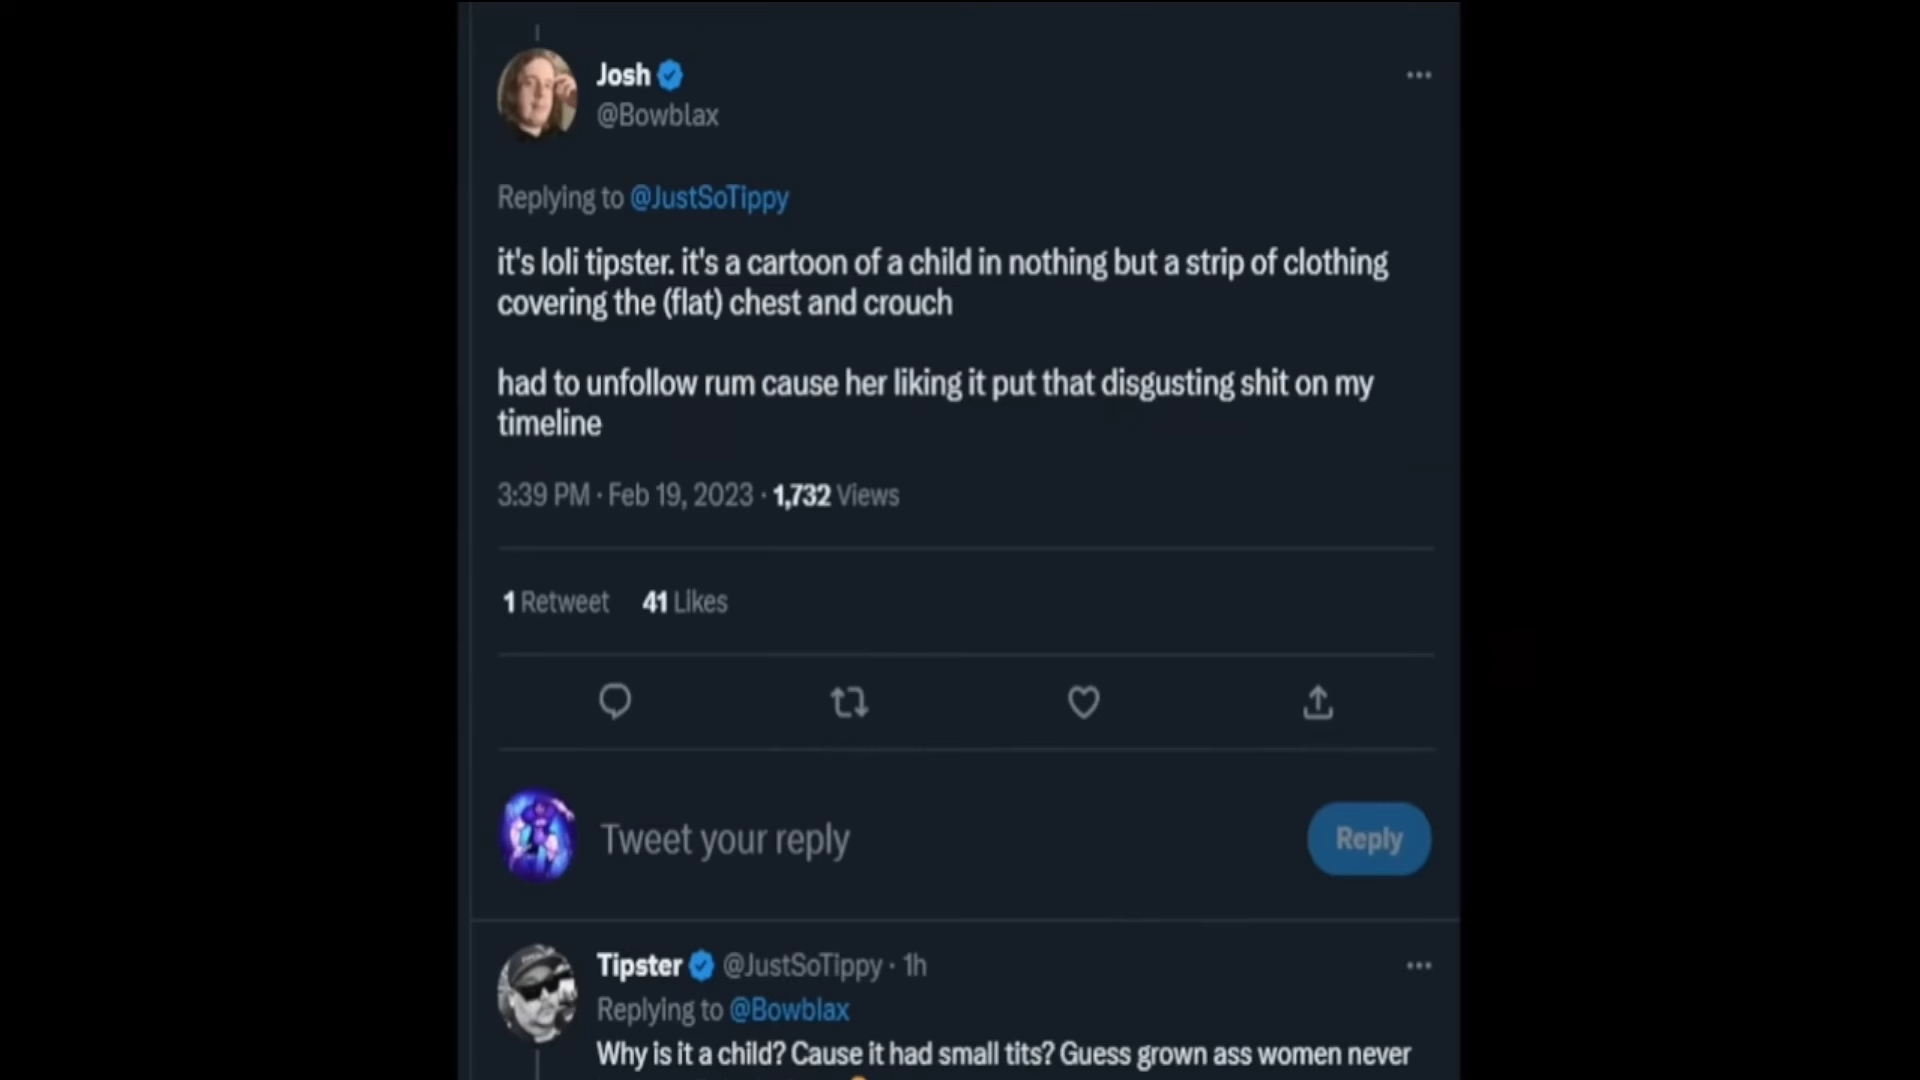 Josh
@Bowblax
Replying to @JustSoTippy
it's loli tipster. it's a cartoon of a child in nothing but a strip of clothing
covering the (flat) chest and crouch
had to unfollow rum cause her liking it put that disgusting shit on my
timeline
3:39 PM · Feb 19, 2023 · 1,732 Views
1 Retweet 41 Likes
Tweet your reply
Reply
Tipster @JustSoTippy · 1h
Replying to @Bowblax
Why is it a child? Cause it had small tits? Guess grown ass women never